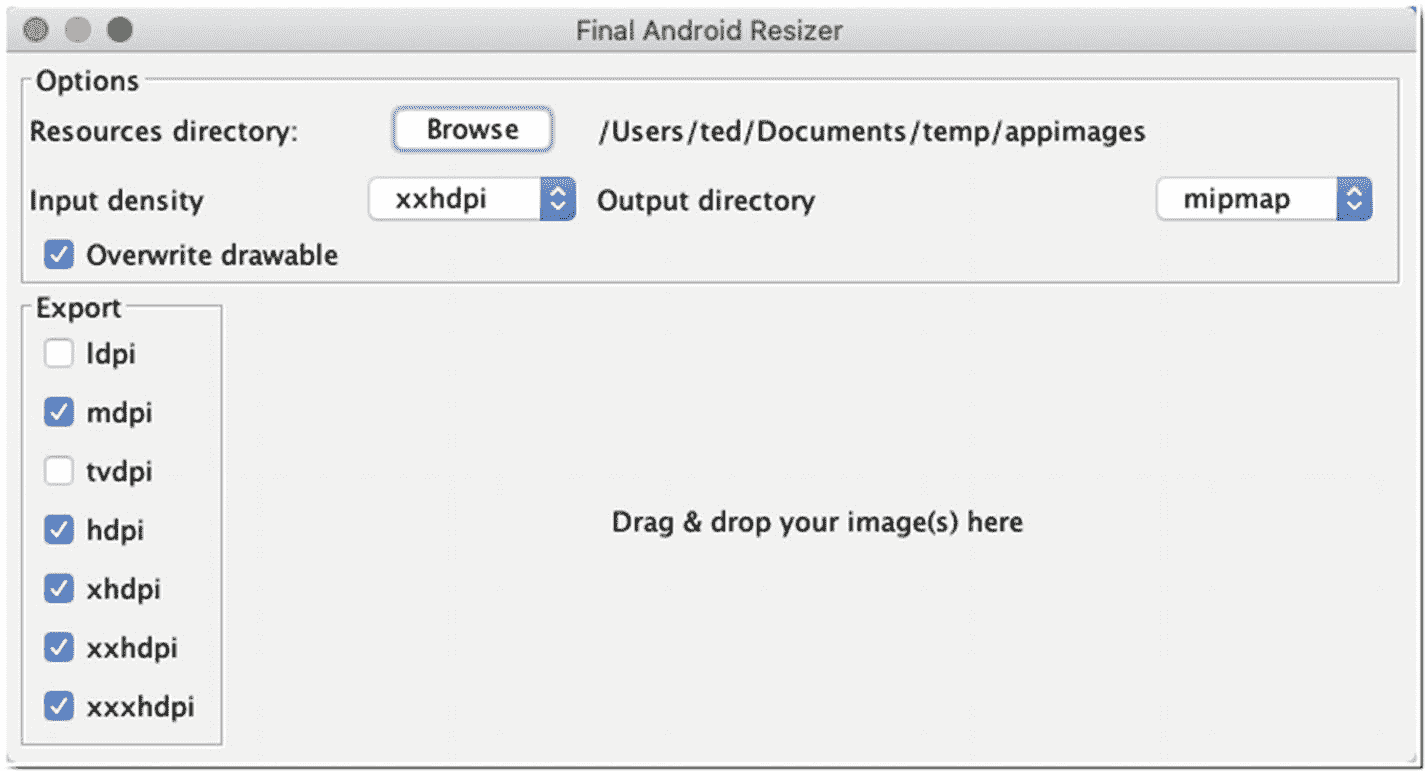 Final Android Resizer
Options
Resources directory: Browse /Users/ted/Documents/temp/appimages
Input density xxhdpi Output directory mipmap
Overwrite drawable
Export
ldpi
mdpi
tvdpi
hdpi
xhdpi
xxhdpi
xxxhdpi
Drag & drop your image(s) here